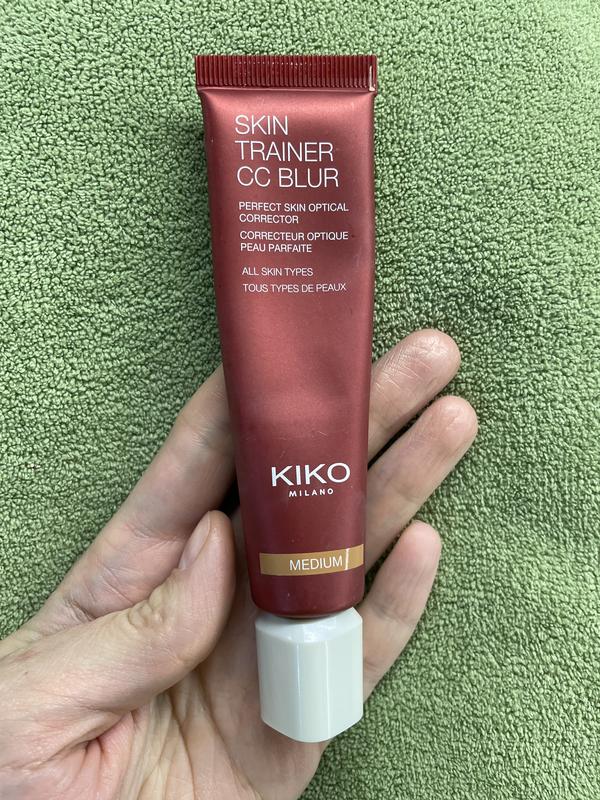 SKIN
TRAINER
CC BLUR
PERFECT SKIN OPTICAL
CORRECTOR
CORRECTEUR OPTIQUE
PEAU PARFAITE
ALL SKIN TYPES
TOUS TYPES DE PEAUX
KIKO
MILANO
MEDIUM